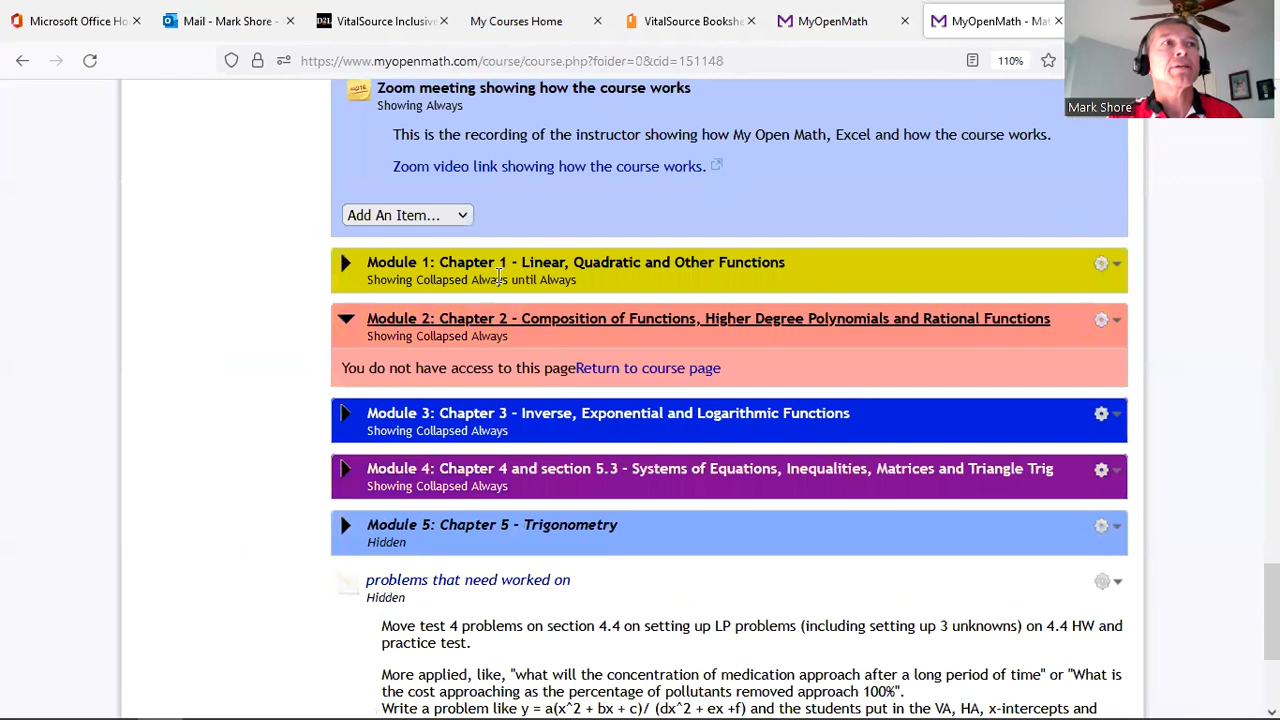 Microsoft Office Ho
Mail - Mark Shore -
VitalSource Inclusive
My Courses Home
VitalSource Bookshe
MyOpenMath
MyOpenMath - Mat
https://www.myopenmath.com/course/course.php?folder=0&cid=151148
110%
Mark Shore
Zoom meeting showing how the course works
Showing Always
This is the recording of the instructor showing how My Open Math, Excel and how the course works.
Zoom video link showing how the course works.
Add An Item...
Module 1: Chapter 1 - Linear, Quadratic and Other Functions
Showing Collapsed Always until Always
Module 2: Chapter 2 - Composition of Functions, Higher Degree Polynomials and Rational Functions
Showing Collapsed Always
You do not have access to this pageReturn to course page
Module 3: Chapter 3 - Inverse, Exponential and Logarithmic Functions
Showing Collapsed Always
Module 4: Chapter 4 and section 5.3 - Systems of Equations, Inequalities, Matrices and Triangle Trig
Showing Collapsed Always
Module 5: Chapter 5 - Trigonometry
Hidden
problems that need worked on
Hidden
Move test 4 problems on section 4.4 on setting up LP problems (including setting up 3 unknowns) on 4.4 HW and
practice test.
More applied, like, "what will the concentration of medication approach after a long period of time" or "What is
the cost approaching as the percentage of pollutants removed approach 100%".
Write a problem like y = a(x^2 + bx + c)/ (dx^2 + ex +f) and the students put in the VA, HA, x-intercepts and